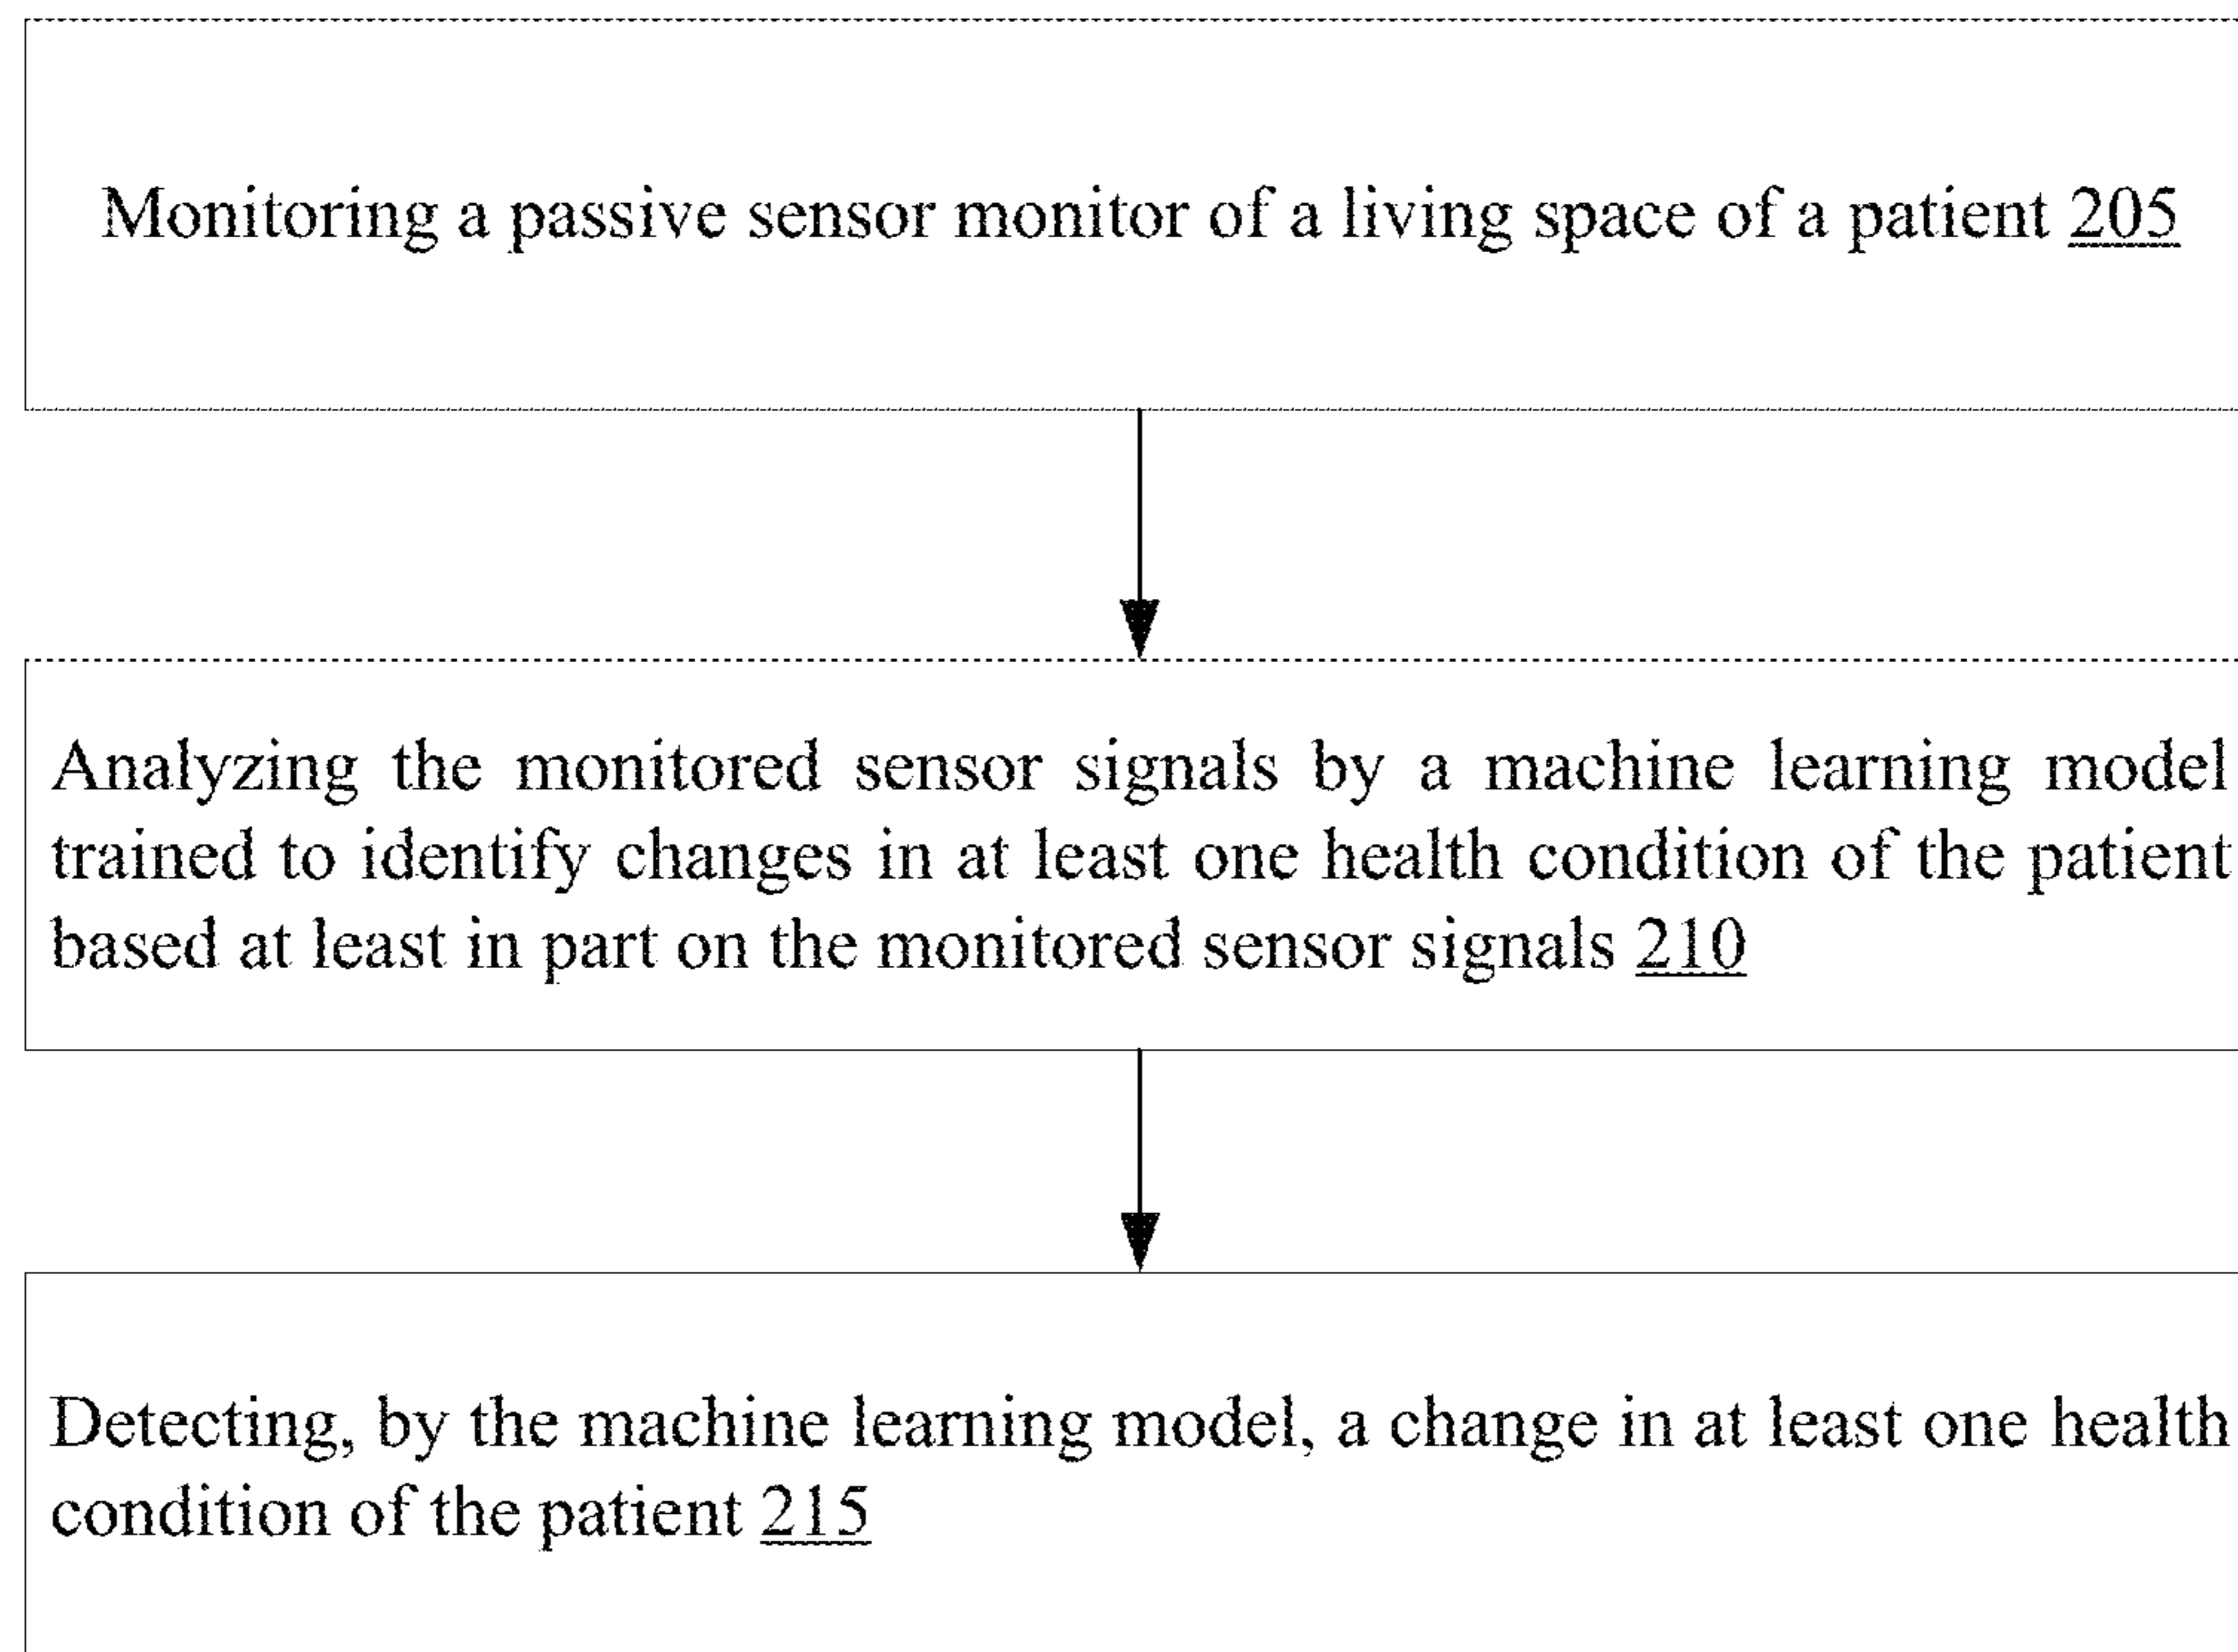 Monitoring a passive sensor monitor of a living space of a patient 205
Analyzing the monitored sensor signals by a machine learning model
trained to identify changes in at least one health condition of the patient
based at least in part on the monitored sensor signals 210
Detecting, by the machine learning model, a change in at least one health
condition of the patient 215